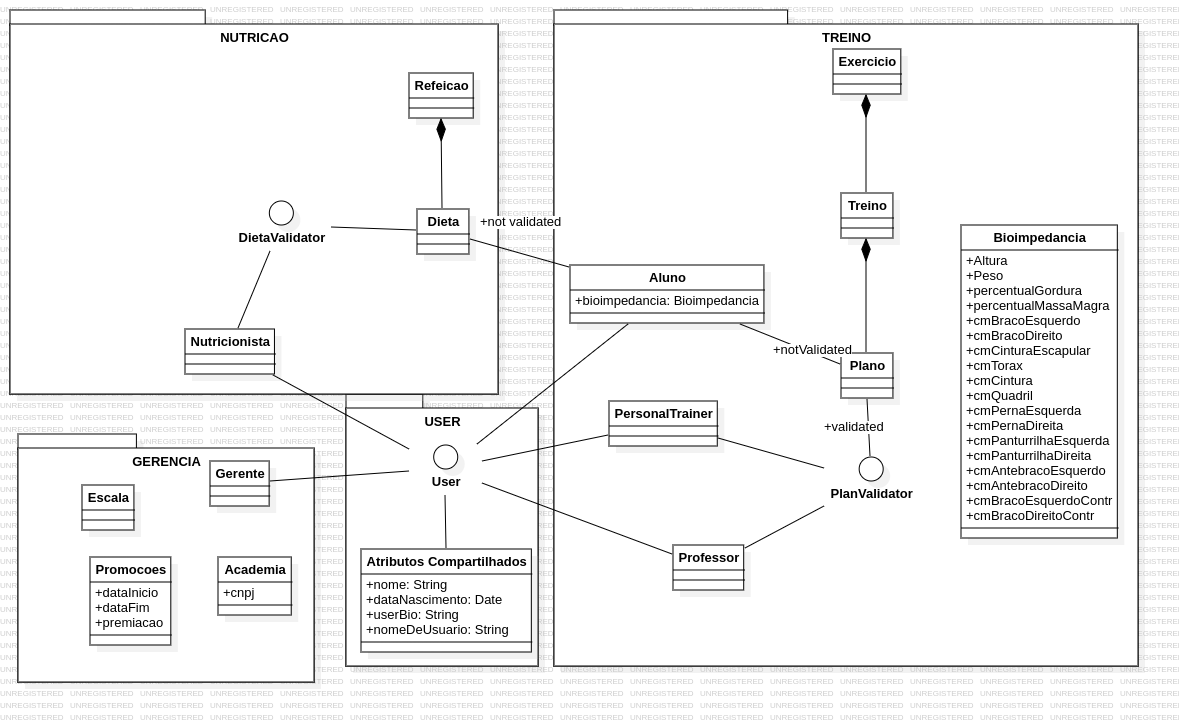 NUTRICAO
Refeicao
DietaValidator
Dieta
+not validated
Nutricionista
TREINO
Exercicio
Treino
Aluno
+bioimpedancia: Bioimpedancia
+notValidated
Plano
+validated
PersonalTrainer
PlanValidator
Professor
Bioimpedancia
+Altura
+Peso
+percentualGordura
+percentualMassaMagra
+cmBracoEsquerdo
+cmBracoDireito
+cmCinturaEscapular
+cmTorax
+cmCintura
+cmQuadril
+cmPernaEsquerda
+cmPernaDireita
+cmPanturrilhaEsquerda
+cmPanturrilhaDireita
+cmAntebracoEsquerdo
+cmAntebracoDireito
+cmBracoEsquerdoContr
+cmBracoDireitoContr
USER
User
Atributos Compartilhados
+nome: String
+dataNascimento: Date
+userBio: String
+nomeDeUsuario: String
GERENCIA
Gerente
Escala
Promocoes
+dataInicio
+dataFim
+premiacao
Academia
+cnpj
UNREGISTERED